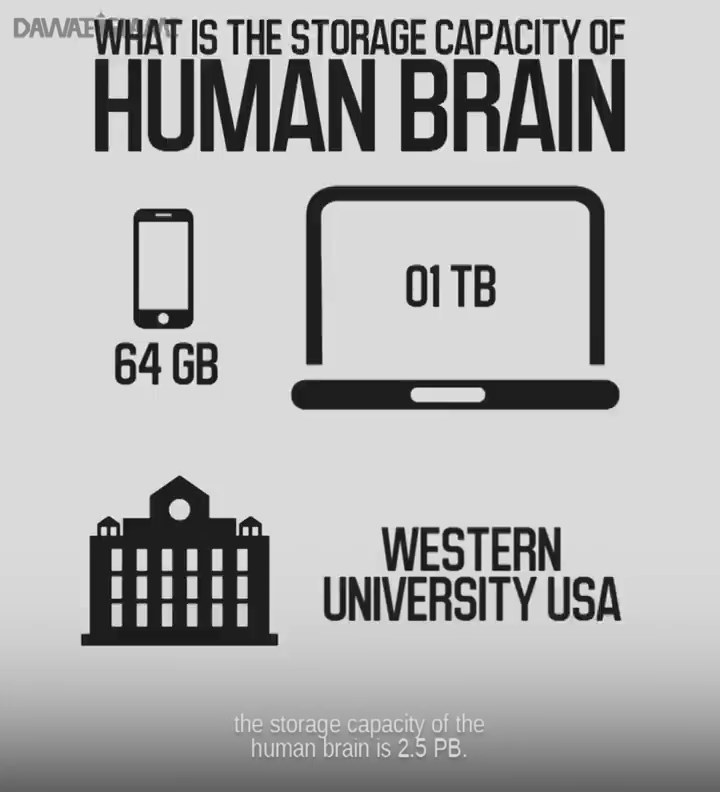 WHAT IS THE STORAGE CAPACITY OF
HUMAN BRAIN
01 TB
64 GB
WESTERN
UNIVERSITY USA
the storage capacity of the
human brain is 2.5 PB.